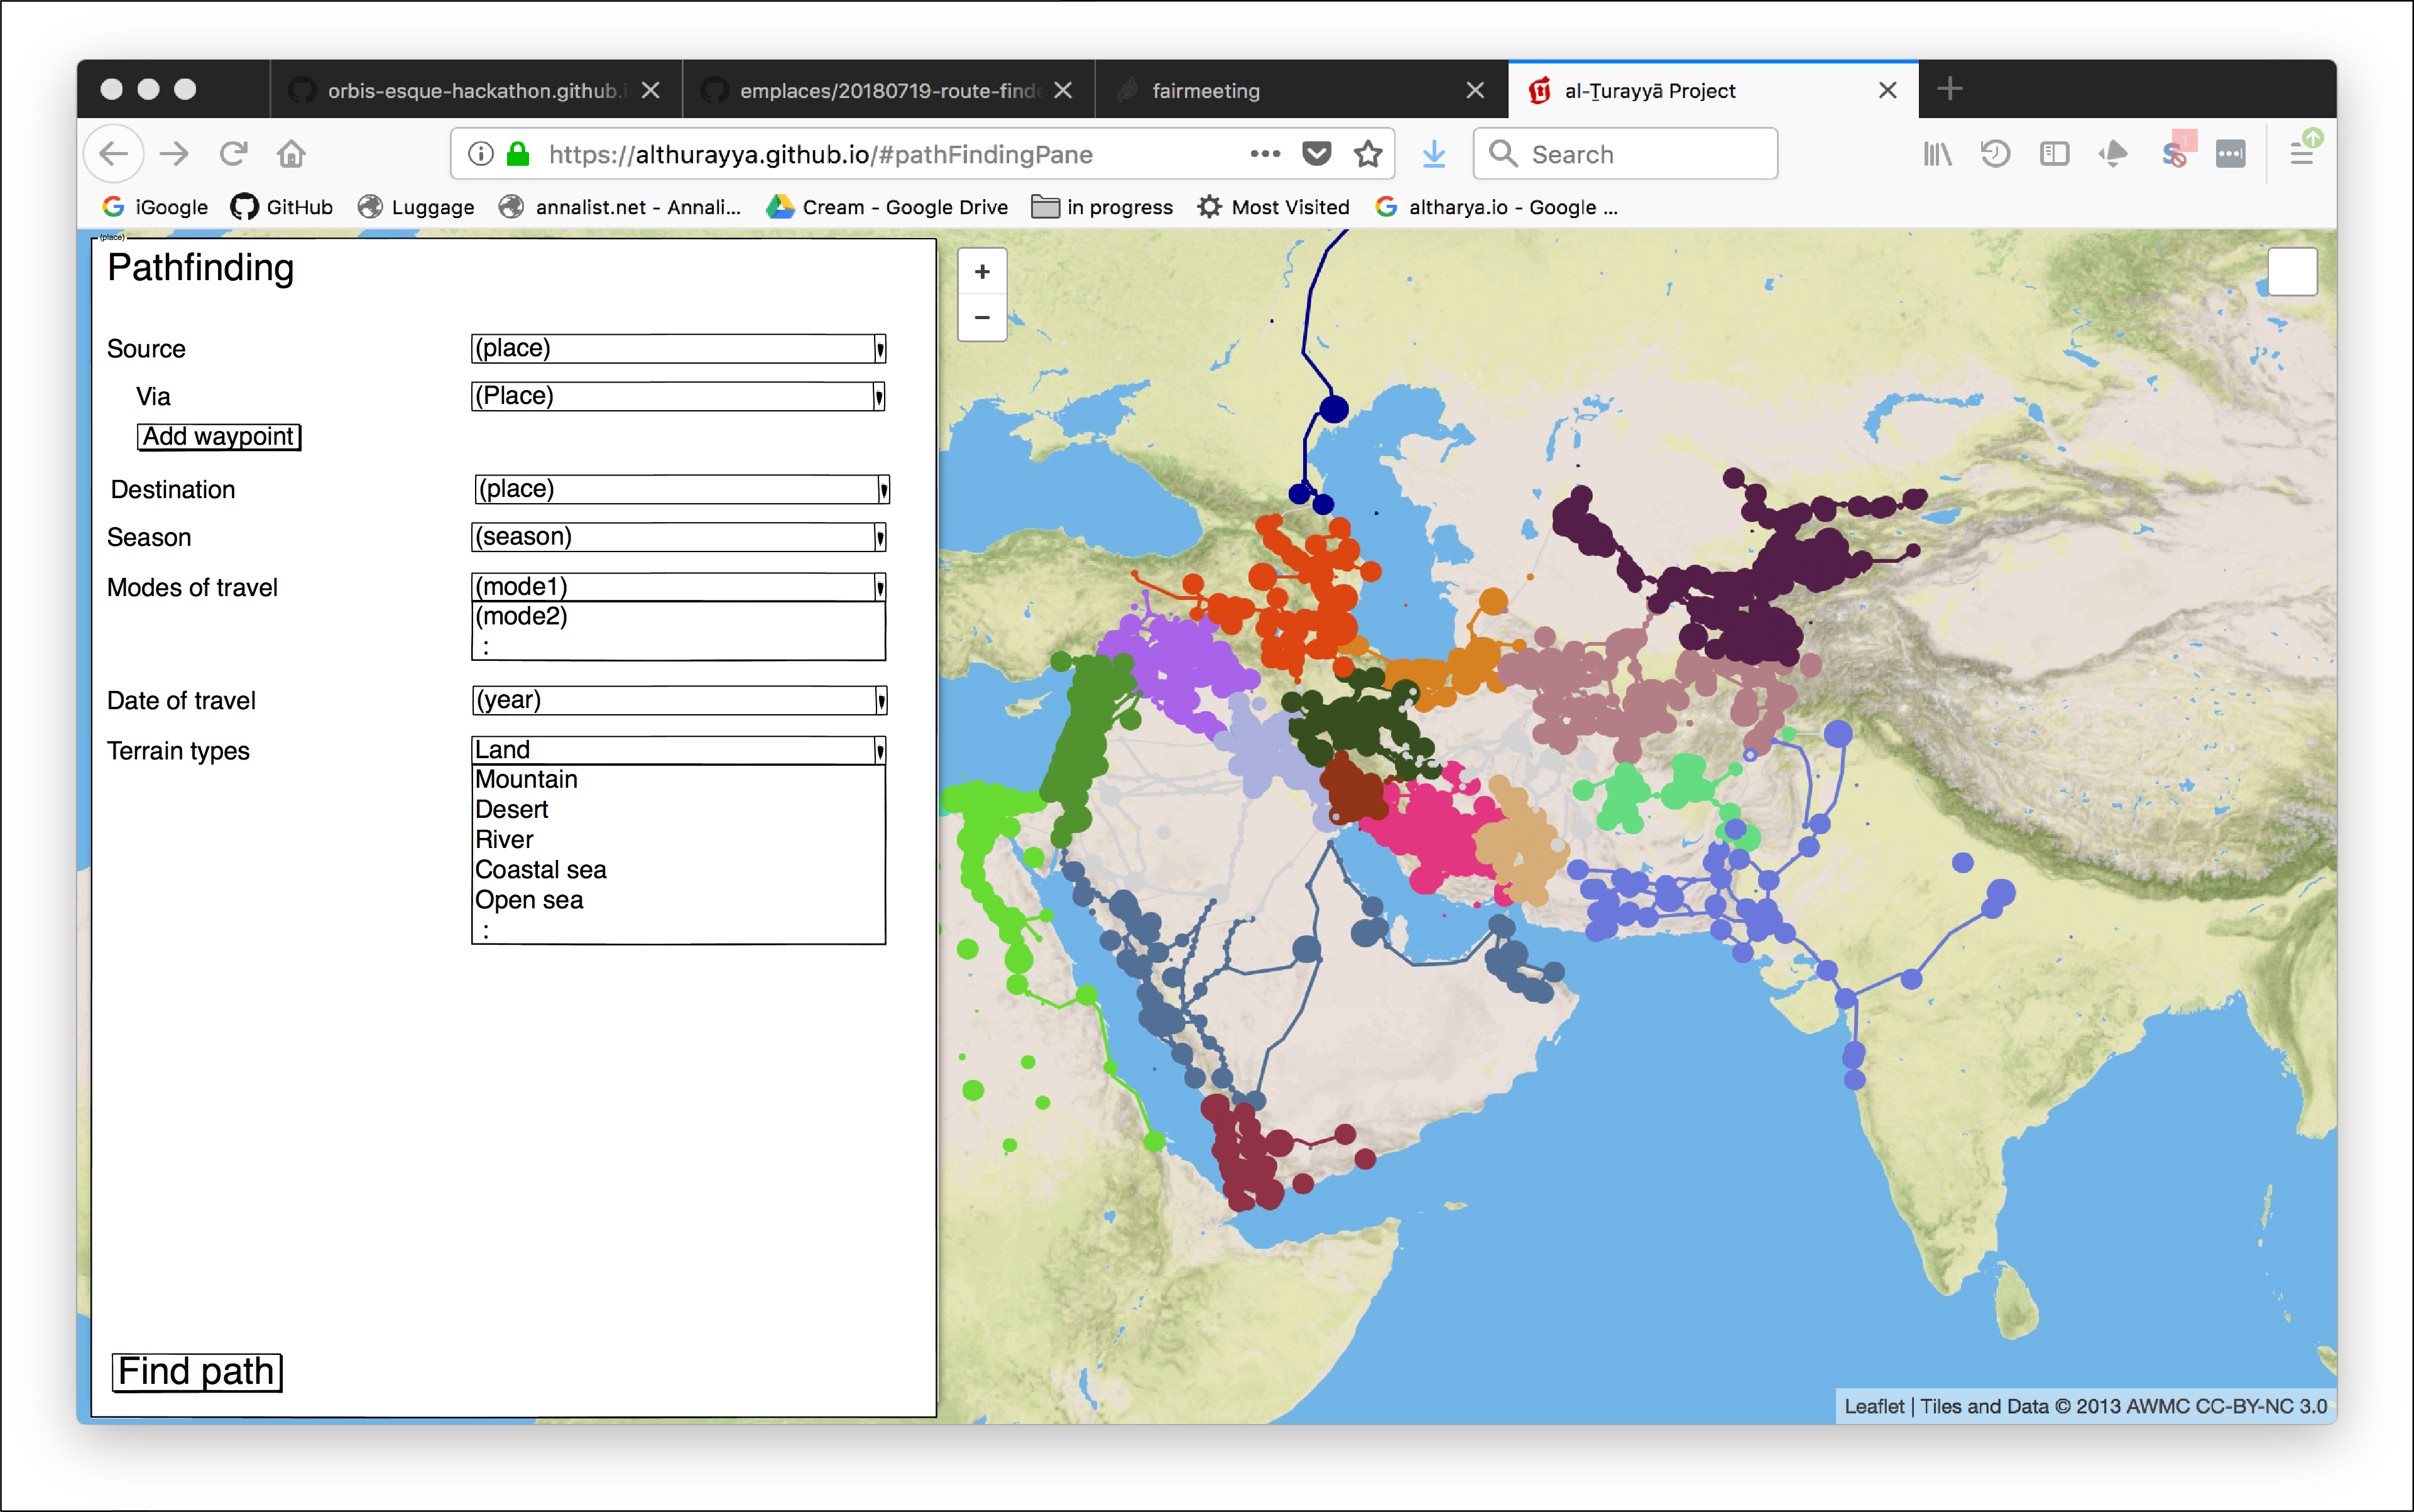 orbis-esque-hackathon.github.i
emplaces/20180719-route-finde
fairmeeting
al-Ṯurayyā Project
https://althurayya.github.io/#pathFindingPane
Search
iGoogle
GitHub
Luggage
annalist.net - Annali...
Cream - Google Drive
in progress
Most Visited
altharya.io - Google ...
(place)
Pathfinding
Source
(place)
Via
(Place)
Add waypoint
Destination
(place)
Season
(season)
Modes of travel
(mode1)
(mode2)
:
Date of travel
(year)
Terrain types
Land
Mountain
Desert
River
Coastal sea
Open sea
:
Find path
+
−
Leaflet | Tiles and Data © 2013 AWMC CC-BY-NC 3.0